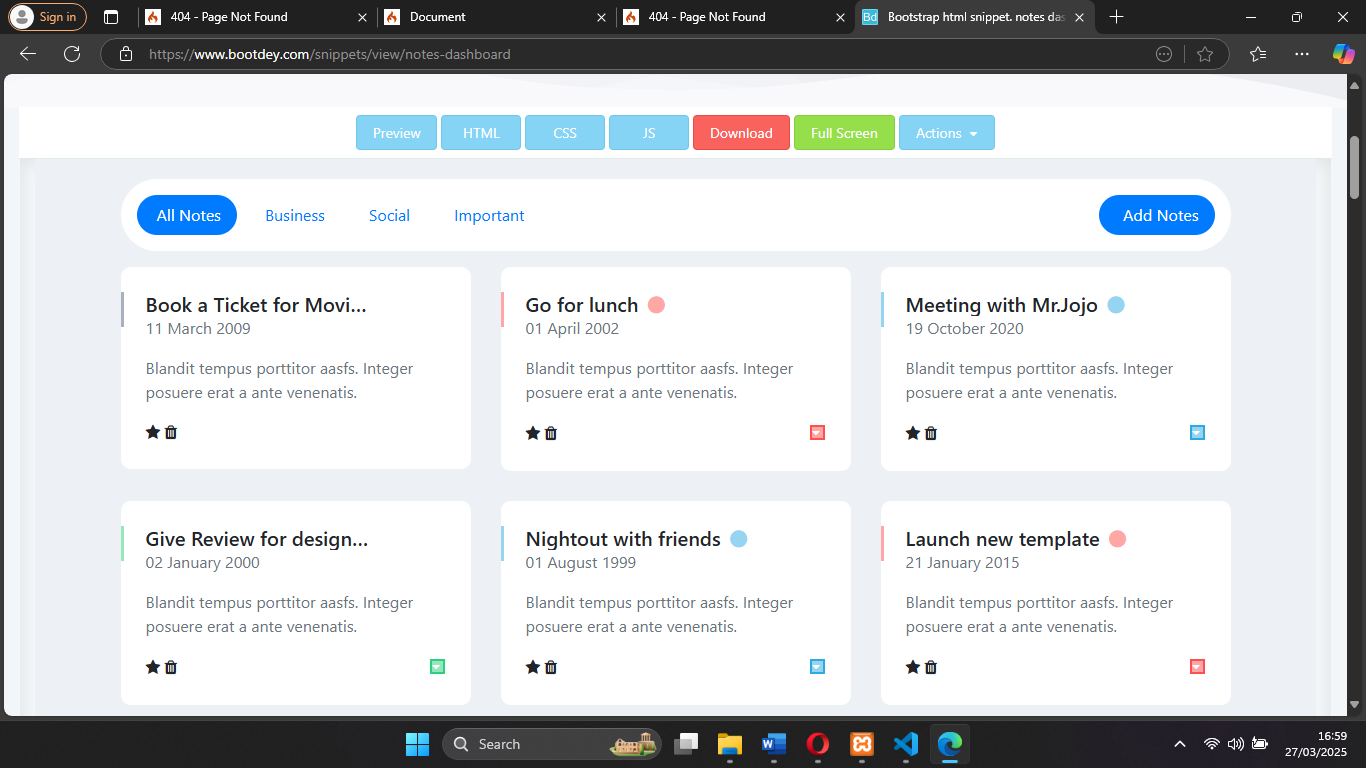 Sign in
404 - Page Not Found
Document
404 - Page Not Found
Bd
Bootstrap html snippet. notes das
https://www.bootdey.com/snippets/view/notes-dashboard
Preview
HTML
CSS
JS
Download
Full Screen
Actions
All Notes
Business
Social
Important
Add Notes
Book a Ticket for Movi...
11 March 2009
Blandit tempus porttitor aasfs. Integer
posuere erat a ante venenatis.
Go for lunch
01 April 2002
Blandit tempus porttitor aasfs. Integer
posuere erat a ante venenatis.
Meeting with Mr.Jojo
19 October 2020
Blandit tempus porttitor aasfs. Integer
posuere erat a ante venenatis.
Give Review for design...
02 January 2000
Blandit tempus porttitor aasfs. Integer
posuere erat a ante venenatis.
Nightout with friends
01 August 1999
Blandit tempus porttitor aasfs. Integer
posuere erat a ante venenatis.
Launch new template
21 January 2015
Blandit tempus porttitor aasfs. Integer
posuere erat a ante venenatis.
Search
16:59
27/03/2025